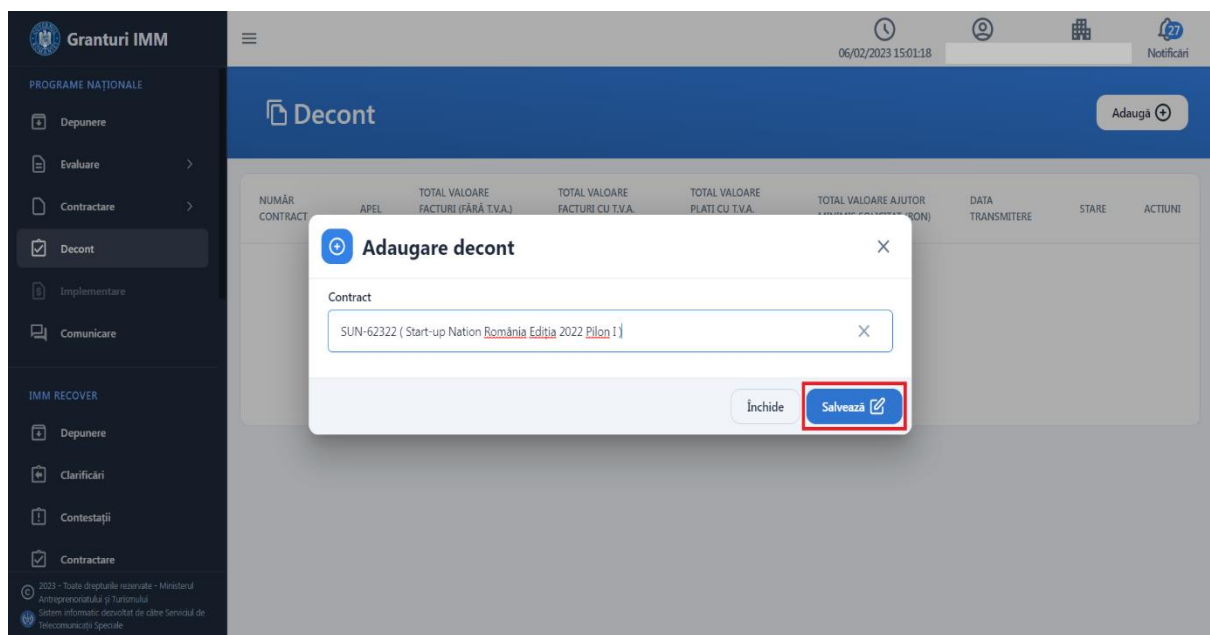 Granturi IMM
06/02/2023 15:01:18
27
Notificări
PROGRAME NAȚIONALE
Depunere
Evaluare
Contractare
Decont
Implementare
Comunicare
IMM RECOVER
Depunere
Clarificări
Contestații
Contractare
2023 - Toate drepturile rezervate - Ministerul
Antreprenoriatului și Turismului
Sistem informatic dezvoltat de către Serviciul de
Telecomunicații Speciale
Decont
Adaugă
NUMĂR
CONTRACT
APEL
TOTAL VALOARE
FACTURI (FĂRĂ T.V.A.)
TOTAL VALOARE
FACTURI CU T.V.A.
TOTAL VALOARE
PLATI CU T.V.A.
TOTAL VALOARE AJUTOR
MINIMIS SOLICITAT (RON)
DATA
TRANSMITERE
STARE
ACTIUNI
Adaugare decont
Contract
SUN-62322 ( Start-up Nation România Ediția 2022 Pilon I )
Închide
Salvează